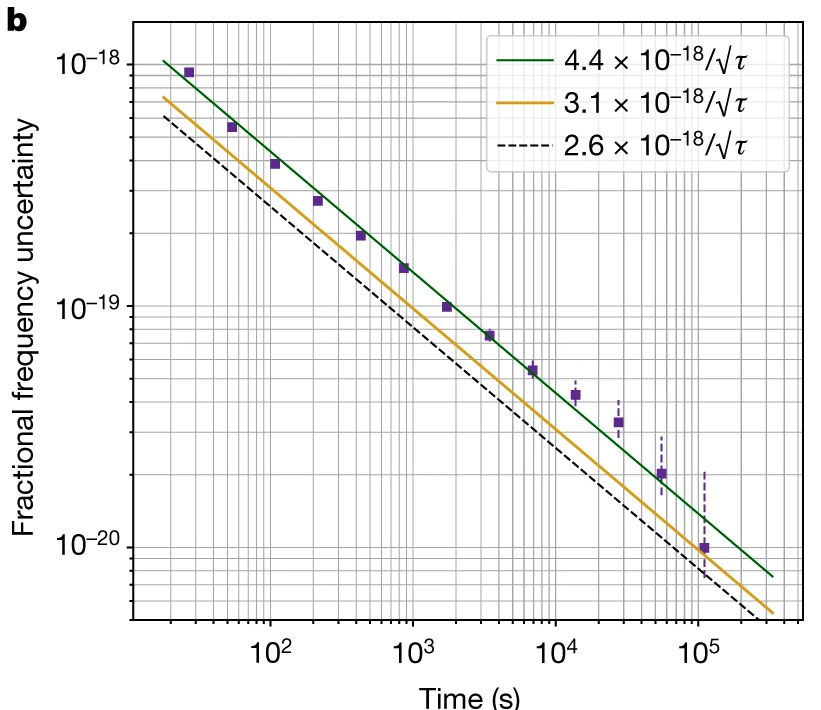 b
4.4 × 10⁻¹⁸/√τ
3.1 × 10⁻¹⁸/√τ
2.6 × 10⁻¹⁸/√τ
10⁻¹⁸
10⁻¹⁹
10⁻²⁰
Fractional frequency uncertainty
10² 10³ 10⁴ 10⁵
Time (s)